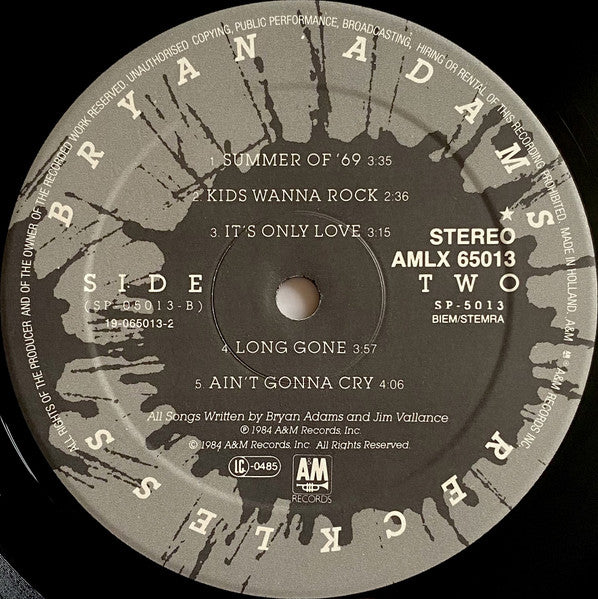 ALL RIGHTS OF THE PRODUCER AND OF THE OWNER OF THE RECORDED WORK RESERVED. UNAUTHORISED COPYING, PUBLIC PERFORMANCE, BROADCASTING, HIRING OR RENTAL OF THIS RECORDING PROHIBITED. MADE IN HOLLAND. A&M ® A&M RECORDS INC.
BRYAN ADAMS ★
1. SUMMER OF '69 3:35
2. KIDS WANNA ROCK 2:36
3. IT'S ONLY LOVE 3:15
STEREO
AMLX 65013
SIDE TWO
(SP-05013-B) SP-5013
19-065013-2 BIEM/STEMRA
4. LONG GONE 3:57
5. AIN'T GONNA CRY 4:06
All Songs Written by Bryan Adams and Jim Vallance
℗ 1984 A&M Records, Inc.
© 1984 A&M Records, Inc. All Rights Reserved.
LC-0485
A&M
RECORDS
RECKLESS